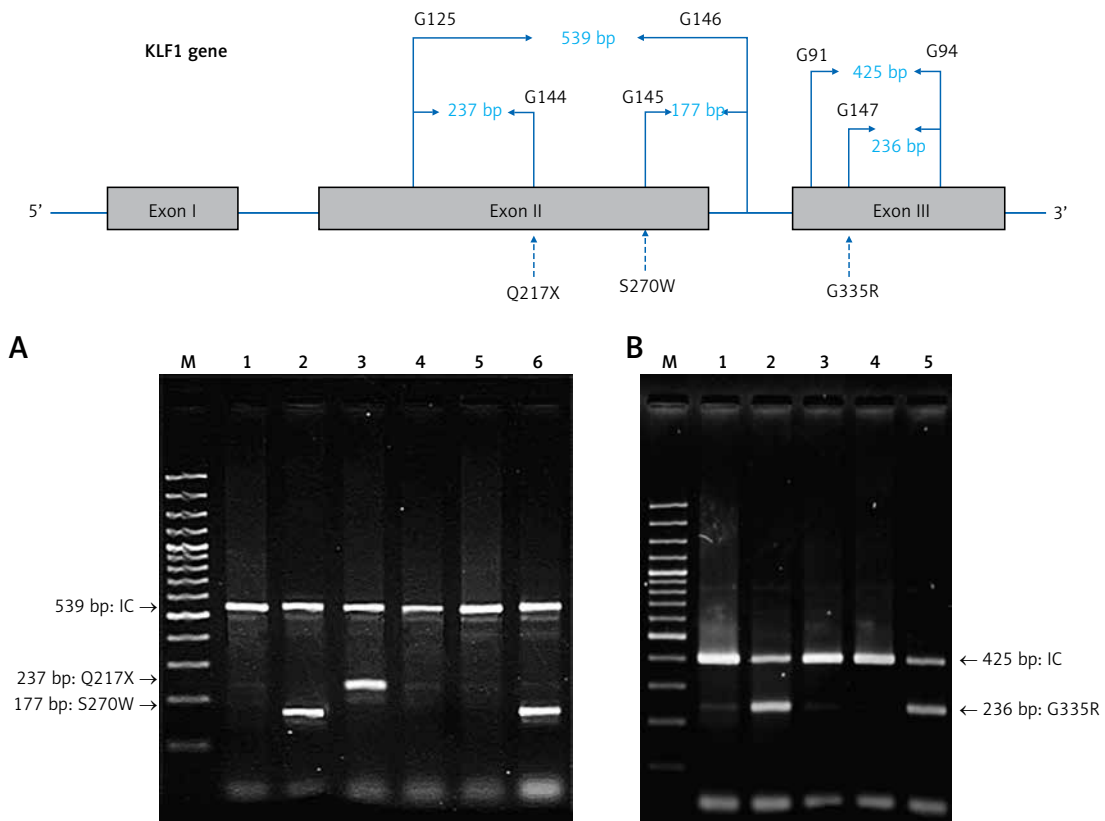 G125
G146
KLF1 gene
539 bp
G91
G94
425 bp
237 bp
G144
G145
177 bp
G147
236 bp
5’
Exon I
Exon II
Exon III
3’
Q217X
S270W
G335R
A
M 1 2 3 4 5 6
539 bp: IC →
237 bp: Q217X →
177 bp: S270W →
B
M 1 2 3 4 5
← 425 bp: IC
← 236 bp: G335R